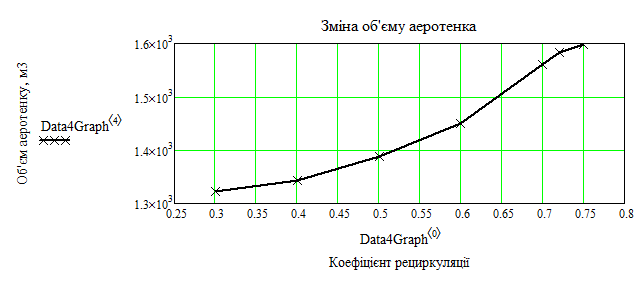 Зміна об'єму аеротенка
Об'єм аеротенку, м3
Data4Graph⟨4⟩
1.6×10³
1.5×10³
1.4×10³
1.3×10³
0.25 0.3 0.35 0.4 0.45 0.5 0.55 0.6 0.65 0.7 0.75 0.8
Data4Graph⟨0⟩
Коефіцієнт рециркуляції